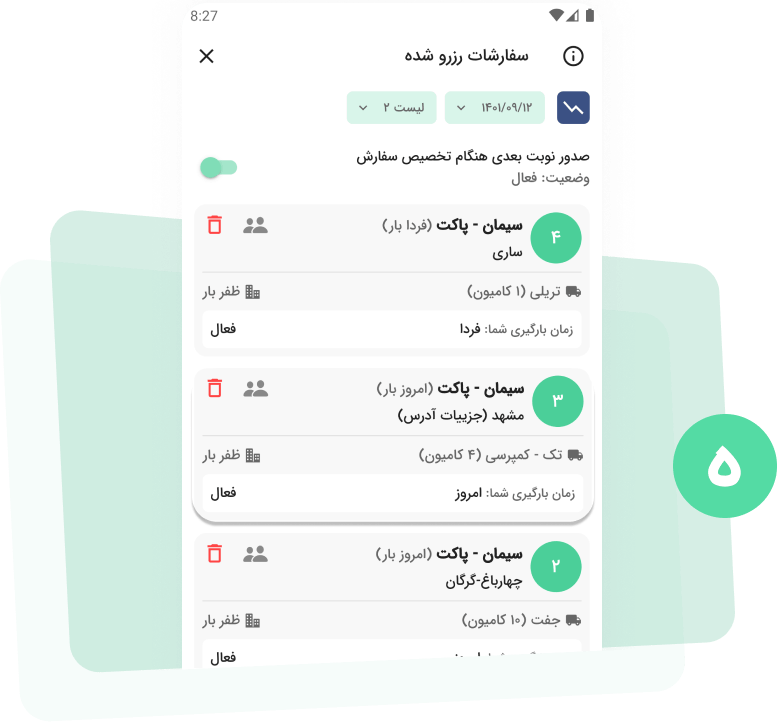 8:27
سفارشات رزرو شده
۱۴۰۱/۰۹/۱۲ لیست ۲
صدور نوبت بعدی هنگام تخصیص سفارش
وضعیت: فعال
۴
سیمان - پاکت (فردا بار)
ساری
تریلی (۱ کامیون) ظفر بار
زمان بارگیری شما: فردا فعال
۳
سیمان - پاکت (امروز بار)
مشهد (جزییات آدرس)
تک - کمپرسی (۴ کامیون) ظفر بار
زمان بارگیری شما: امروز فعال
۲
سیمان - پاکت (امروز بار)
چهارباغ-گرگان
جفت (۱۰ کامیون) ظفر بار
فعال
۵